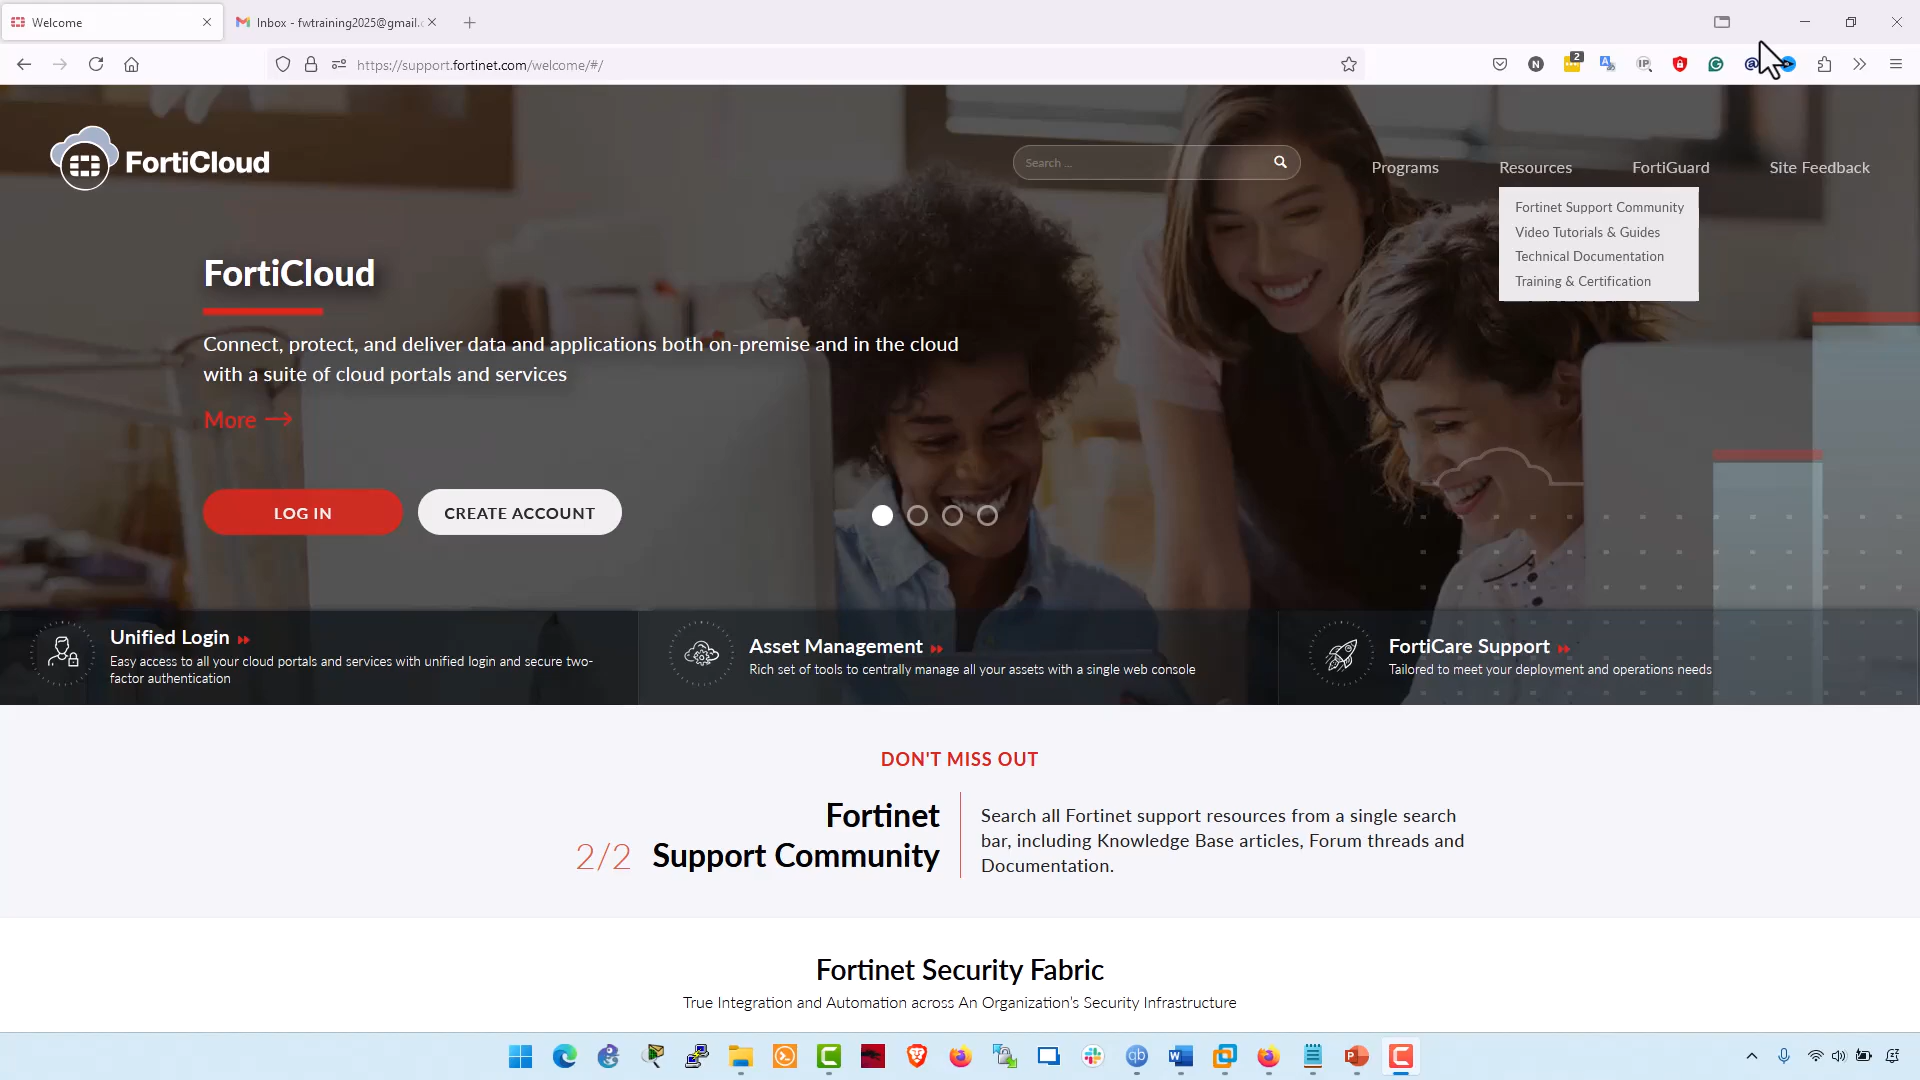 Welcome
Inbox - fwtraining2025@gmail.
https://support.fortinet.com/welcome/#/
2
FortiCloud
Search ...
Programs
Resources
FortiGuard
Site Feedback
Fortinet Support Community
Video Tutorials & Guides
Technical Documentation
Training & Certification
FortiCloud
Connect, protect, and deliver data and applications both on-premise and in the cloud
with a suite of cloud portals and services
More
LOG IN
CREATE ACCOUNT
Unified Login
Easy access to all your cloud portals and services with unified login and secure two-
factor authentication
Asset Management
Rich set of tools to centrally manage all your assets with a single web console
FortiCare Support
Tailored to meet your deployment and operations needs
DON'T MISS OUT
Fortinet
2/2 Support Community
Search all Fortinet support resources from a single search
bar, including Knowledge Base articles, Forum threads and
Documentation.
Fortinet Security Fabric
True Integration and Automation across An Organization's Security Infrastructure